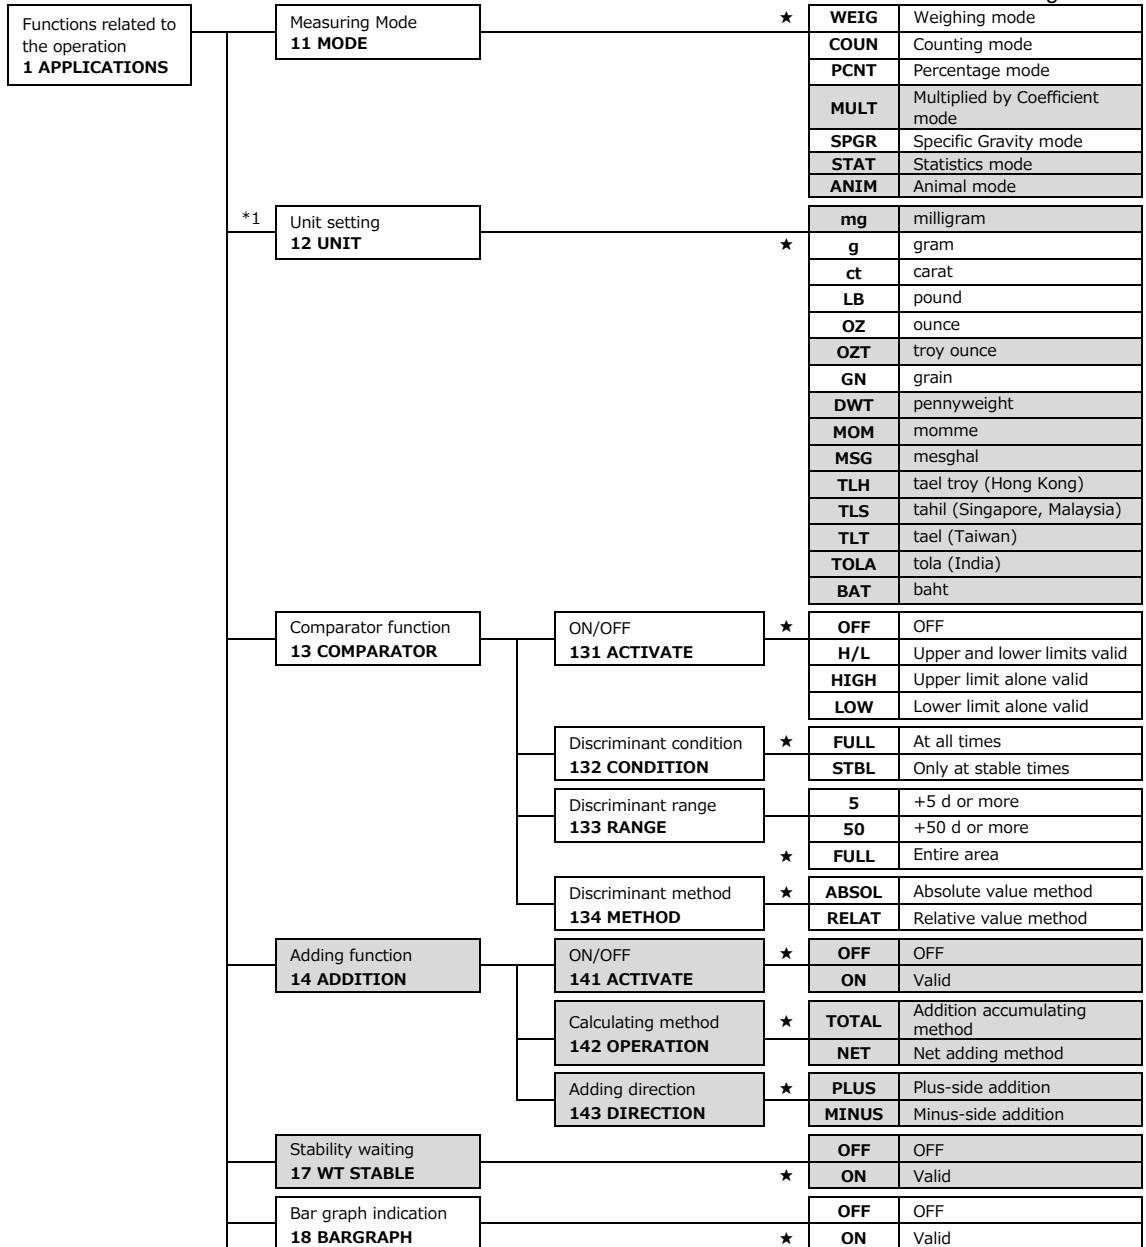 Functions related to
the operation
1 APPLICATIONS
Measuring Mode
11 MODE
★ WEIG Weighing mode
COUN Counting mode
PCNT Percentage mode
MULT Multiplied by Coefficient
mode
SPGR Specific Gravity mode
STAT Statistics mode
ANIM Animal mode
*1
Unit setting
12 UNIT
mg milligram
★ g gram
ct carat
LB pound
OZ ounce
OZT troy ounce
GN grain
DWT pennyweight
MOM momme
MSG mesghal
TLH tael troy (Hong Kong)
TLS tahil (Singapore, Malaysia)
TLT tael (Taiwan)
TOLA tola (India)
BAT baht
Comparator function
13 COMPARATOR
ON/OFF
131 ACTIVATE
★ OFF OFF
H/L Upper and lower limits valid
HIGH Upper limit alone valid
LOW Lower limit alone valid
Discriminant condition
132 CONDITION
★ FULL At all times
STBL Only at stable times
Discriminant range
133 RANGE
5 +5 d or more
50 +50 d or more
★ FULL Entire area
Discriminant method
134 METHOD
★ ABSOL Absolute value method
RELAT Relative value method
Adding function
14 ADDITION
ON/OFF
141 ACTIVATE
★ OFF OFF
ON Valid
Calculating method
142 OPERATION
★ TOTAL Addition accumulating
method
NET Net adding method
Adding direction
143 DIRECTION
★ PLUS Plus-side addition
MINUS Minus-side addition
Stability waiting
17 WT STABLE
OFF OFF
★ ON Valid
Bar graph indication
18 BARGRAPH
OFF OFF
★ ON Valid